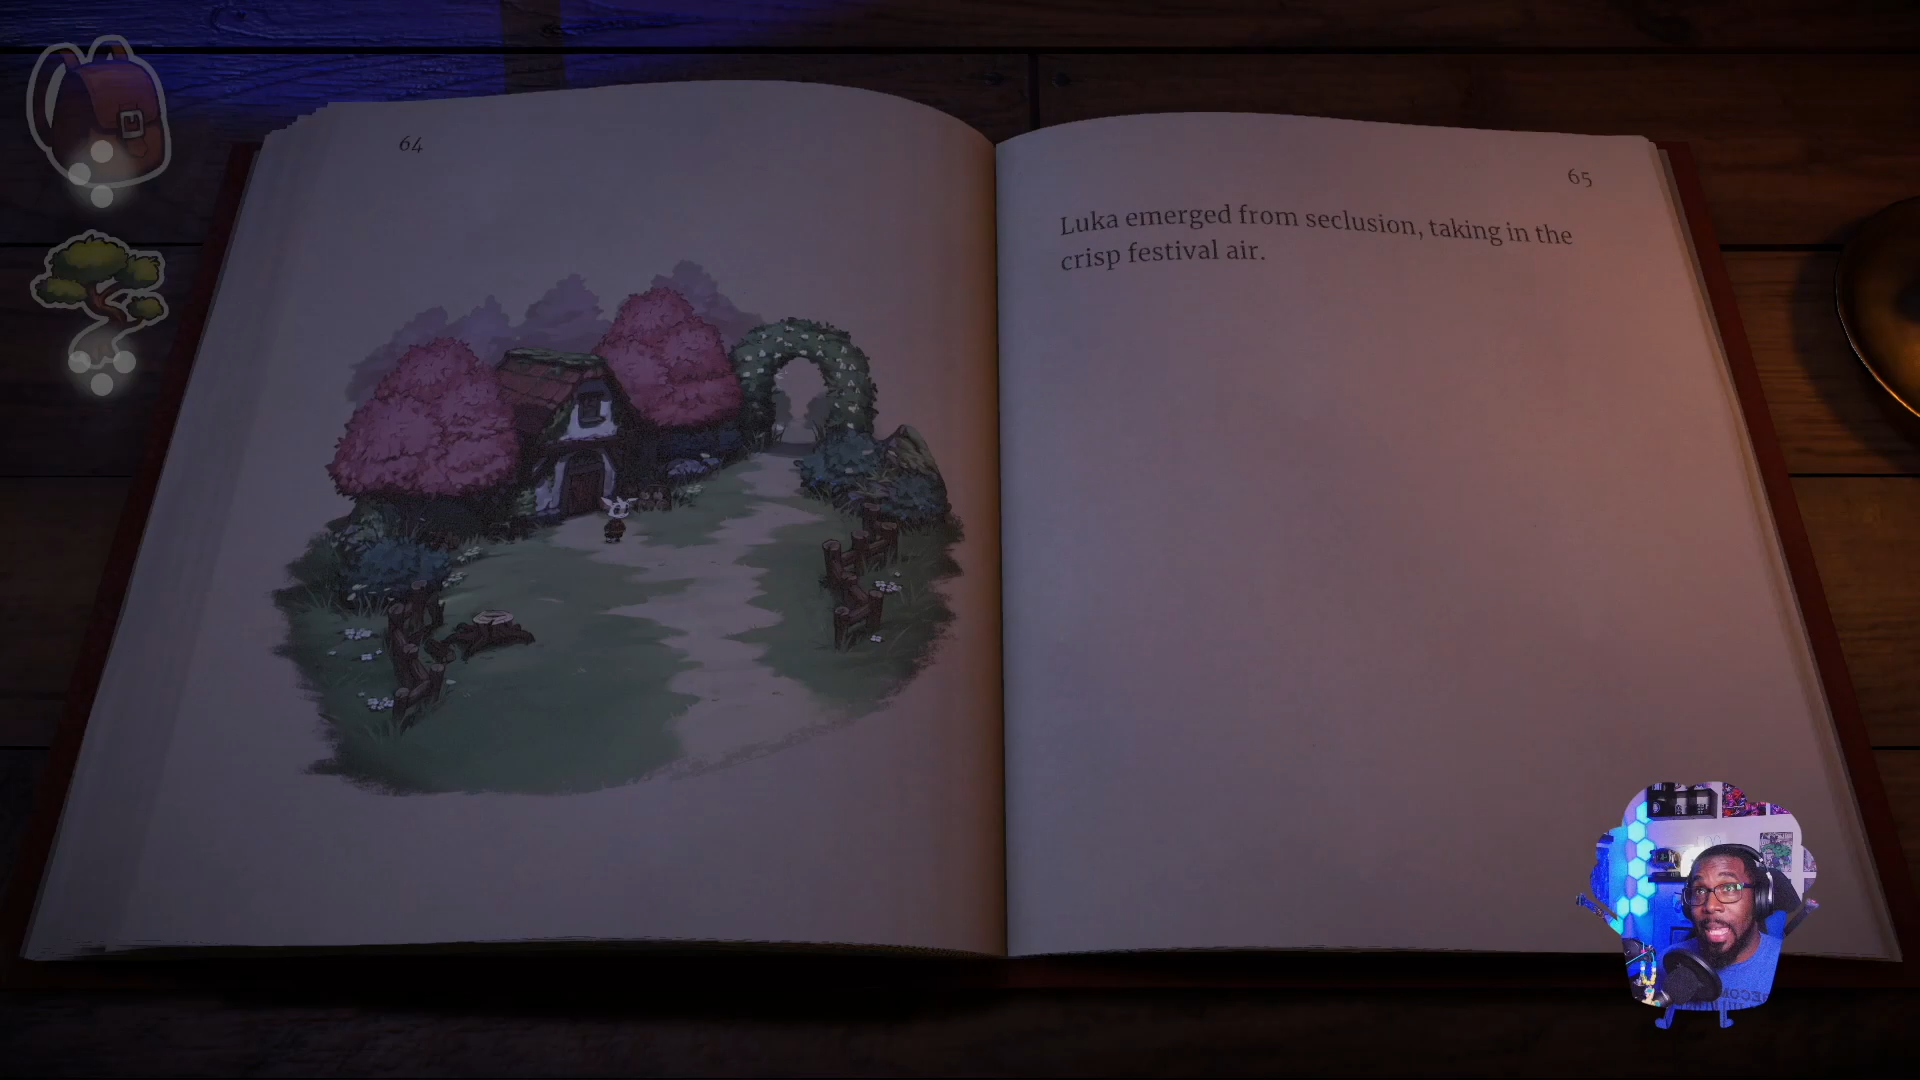 64
65
Luka emerged from seclusion, taking in the
crisp festival air.